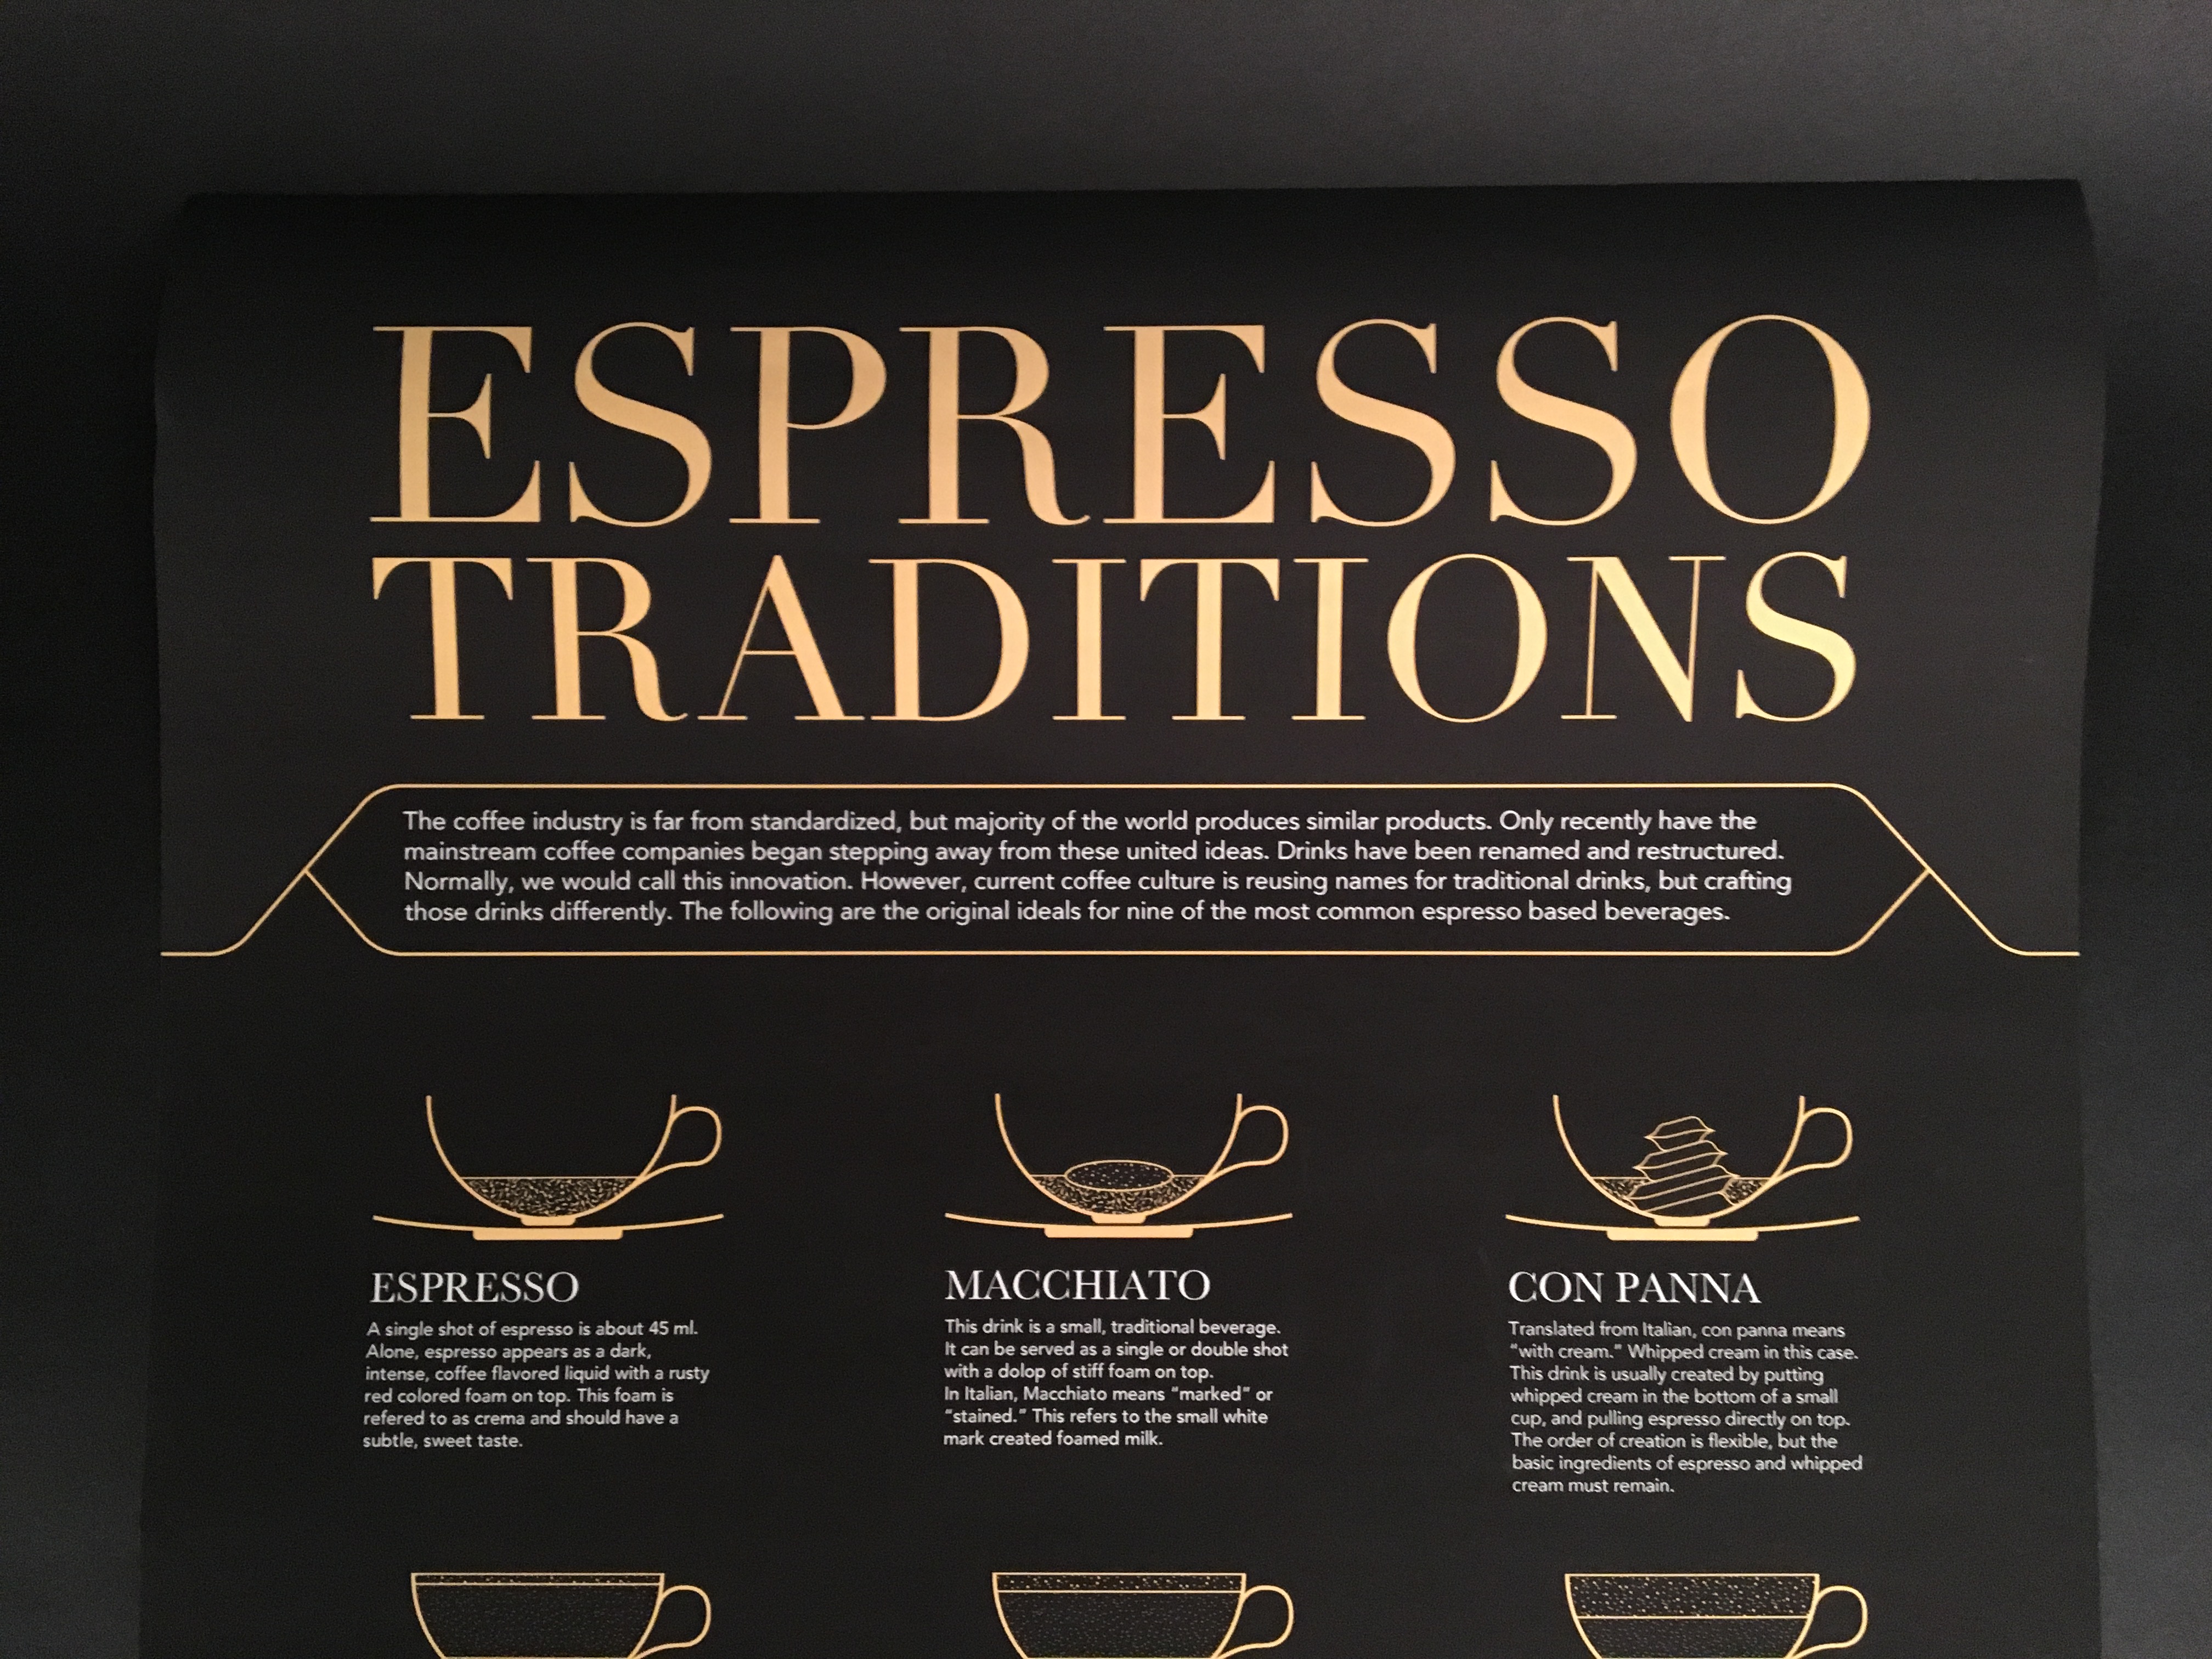 ESPRESSO
TRADITIONS
The coffee industry is far from standardized, but majority of the world produces similar products. Only recently have the
mainstream coffee companies began stepping away from these united ideas. Drinks have been renamed and restructured.
Normally, we would call this innovation. However, current coffee culture is reusing names for traditional drinks, but crafting
those drinks differently. The following are the original ideals for nine of the most common espresso based beverages.
ESPRESSO
A single shot of espresso is about 45 ml.
Alone, espresso appears as a dark,
intense, coffee flavored liquid with a rusty
red colored foam on top. This foam is
refered to as crema and should have a
subtle, sweet taste.
MACCHIATO
This drink is a small, traditional beverage.
It can be served as a single or double shot
with a dolop of stiff foam on top.
In Italian, Macchiato means “marked” or
“stained.” This refers to the small white
mark created foamed milk.
CON PANNA
Translated from Italian, con panna means
“with cream.” Whipped cream in this case.
This drink is usually created by putting
whipped cream in the bottom of a small
cup, and pulling espresso directly on top.
The order of creation is flexible, but the
basic ingredients of espresso and whipped
cream must remain.